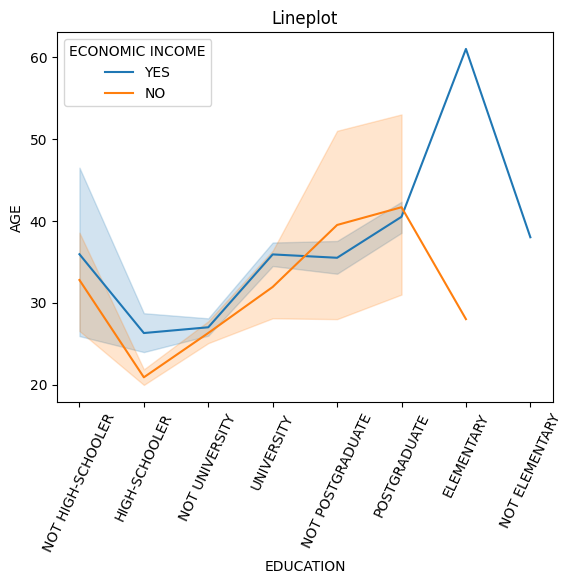 Lineplot
ECONOMIC INCOME
YES
NO
AGE
60
50
40
30
20
NOT HIGH-SCHOOLER
HIGH-SCHOOLER
NOT UNIVERSITY
UNIVERSITY
NOT POSTGRADUATE
POSTGRADUATE
ELEMENTARY
NOT ELEMENTARY
EDUCATION